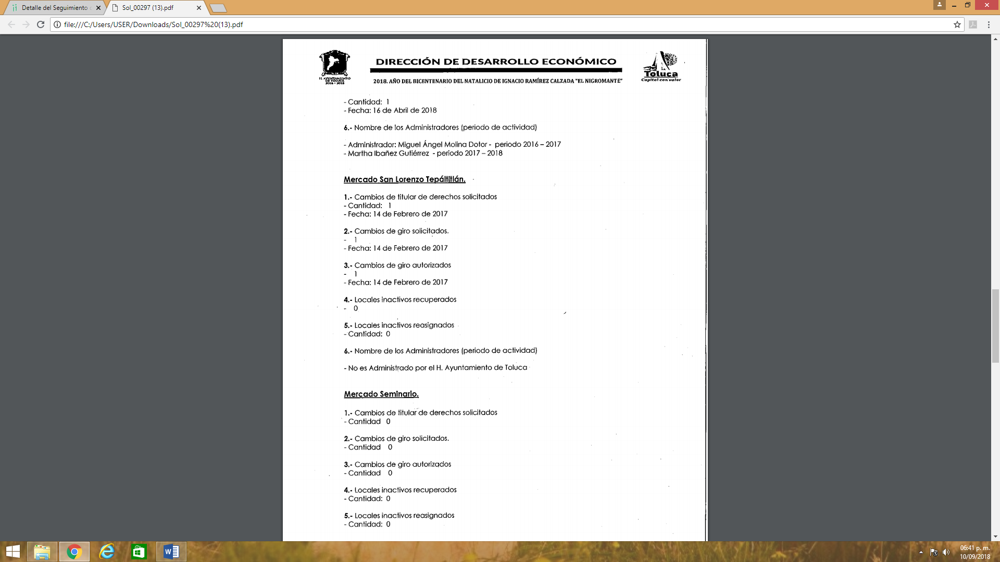 Detalle del Seguimiento
Sol_00297 (13).pdf
file:///C:/Users/USER/Downloads/Sol_00297%20(13).pdf
H. AYUNTAMIENTO
DE TOLUCA
2016 - 2018
DIRECCIÓN DE DESARROLLO ECONÓMICO
2018. AÑO DEL BICENTENARIO DEL NATALICIO DE IGNACIO RAMÍREZ CALZADA "EL NIGROMANTE"
Toluca
Capital con valor
- Cantidad: 1
- Fecha: 16 de Abril de 2018
6.- Nombre de los Administradores (periodo de actividad)
- Administrador: Miguel Ángel Molina Dotor - periodo 2016 – 2017
- Martha Ibañez Gutiérrez - periodo 2017 – 2018
Mercado San Lorenzo Tepáltitlán.
1.- Cambios de titular de derechos solicitados
- Cantidad: 1
- Fecha: 14 de Febrero de 2017
2.- Cambios de giro solicitados.
- 1
- Fecha: 14 de Febrero de 2017
3.- Cambios de giro autorizados
- 1
- Fecha: 14 de Febrero de 2017
4.- Locales inactivos recuperados
- 0
5.- Locales inactivos reasignados
- Cantidad: 0
6.- Nombre de los Administradores (periodo de actividad)
- No es Administrado por el H. Ayuntamiento de Toluca
Mercado Seminario.
1.- Cambios de titular de derechos solicitados
- Cantidad 0
2.- Cambios de giro solicitados.
- Cantidad 0
3.- Cambios de giro autorizados
- Cantidad 0
4.- Locales inactivos recuperados
- Cantidad: 0
5.- Locales inactivos reasignados
- Cantidad: 0
06:41 p. m.
10/09/2018